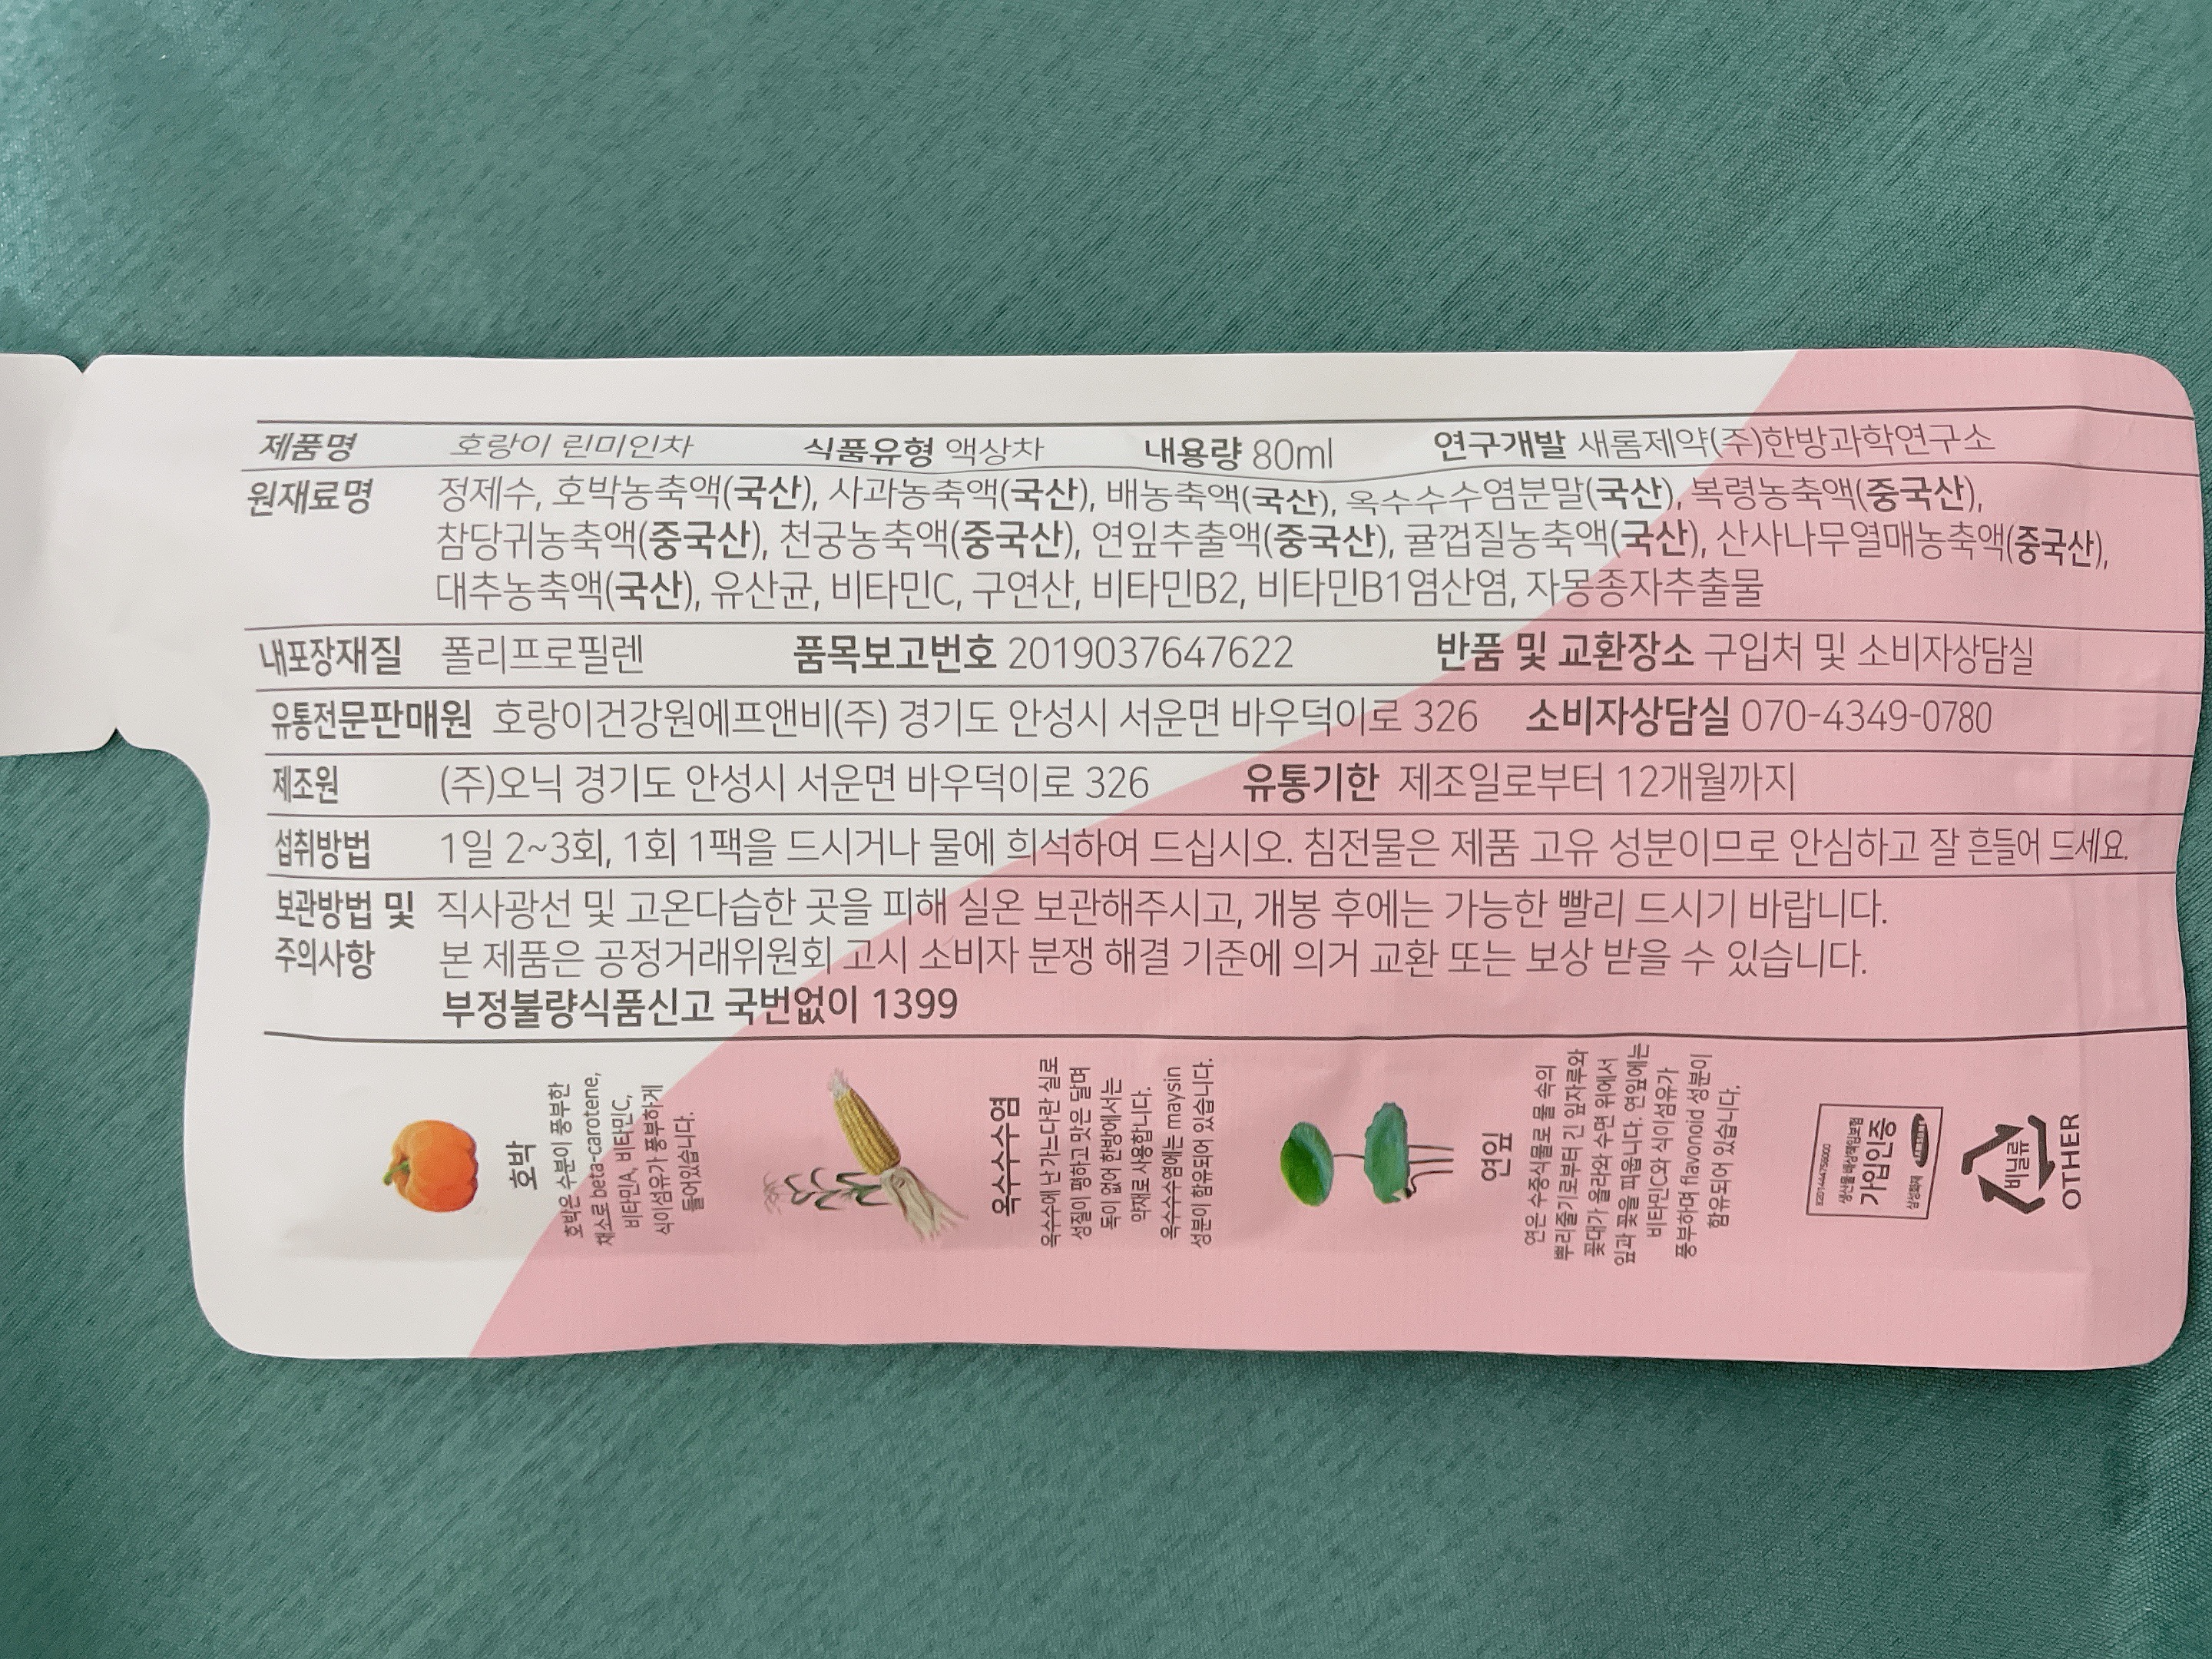 제품명 호랑이 린미인차 식품유형 액상차 내용량 80ml 연구개발 새롬제약(주)한방과학연구소
원재료명 정제수, 호박농축액(국산), 사과농축액(국산), 배농축액(국산), 옥수수수염분말(국산), 복령농축액(중국산),
참당귀농축액(중국산), 천궁농축액(중국산), 연잎추출액(중국산), 귤껍질농축액(국산), 산사나무열매농축액(중국산),
대추농축액(국산), 유산균, 비타민C, 구연산, 비타민B2, 비타민B1염산염, 자몽종자추출물
내포장재질 폴리프로필렌 품목보고번호 2019037647622 반품 및 교환장소 구입처 및 소비자상담실
유통전문판매원 호랑이건강원에프앤비(주) 경기도 안성시 서운면 바우덕이로 326 소비자상담실 070-4349-0780
제조원 (주)오닉 경기도 안성시 서운면 바우덕이로 326 유통기한 제조일로부터 12개월까지
섭취방법 1일 2~3회, 1회 1팩을 드시거나 물에 희석하여 드십시오. 침전물은 제품 고유 성분이므로 안심하고 잘 흔들어 드세요.
보관방법 및 직사광선 및 고온다습한 곳을 피해 실온 보관해주시고, 개봉 후에는 가능한 빨리 드시기 바랍니다.
주의사항 본 제품은 공정거래위원회 고시 소비자 분쟁 해결 기준에 의거 교환 또는 보상 받을 수 있습니다.
부정불량식품신고 국번없이 1399
호박
호박은 수분이 풍부한
채소로 beta-carotene,
비타민A, 비타민C,
식이섬유가 풍부하게
들어있습니다.
옥수수수염
옥수수에 난 가느다란 실로
성질이 평하고 맛은 달며
독이 없어 한방에서는
약재로 사용합니다.
옥수수수염에는 maysin
성분이 함유되어 있습니다.
연잎
연은 수중식물로 물 속의
뿌리줄기로부터 긴 잎자루와
꽃대가 올라와 수면 위에서
잎과 꽃을 피웁니다. 연잎에는
비타민C와 식이섬유가
풍부하며 flavonoid 성분이
함유되어 있습니다.
생산물 배상책임보험
가입인증
삼성화재
비닐류
OTHER